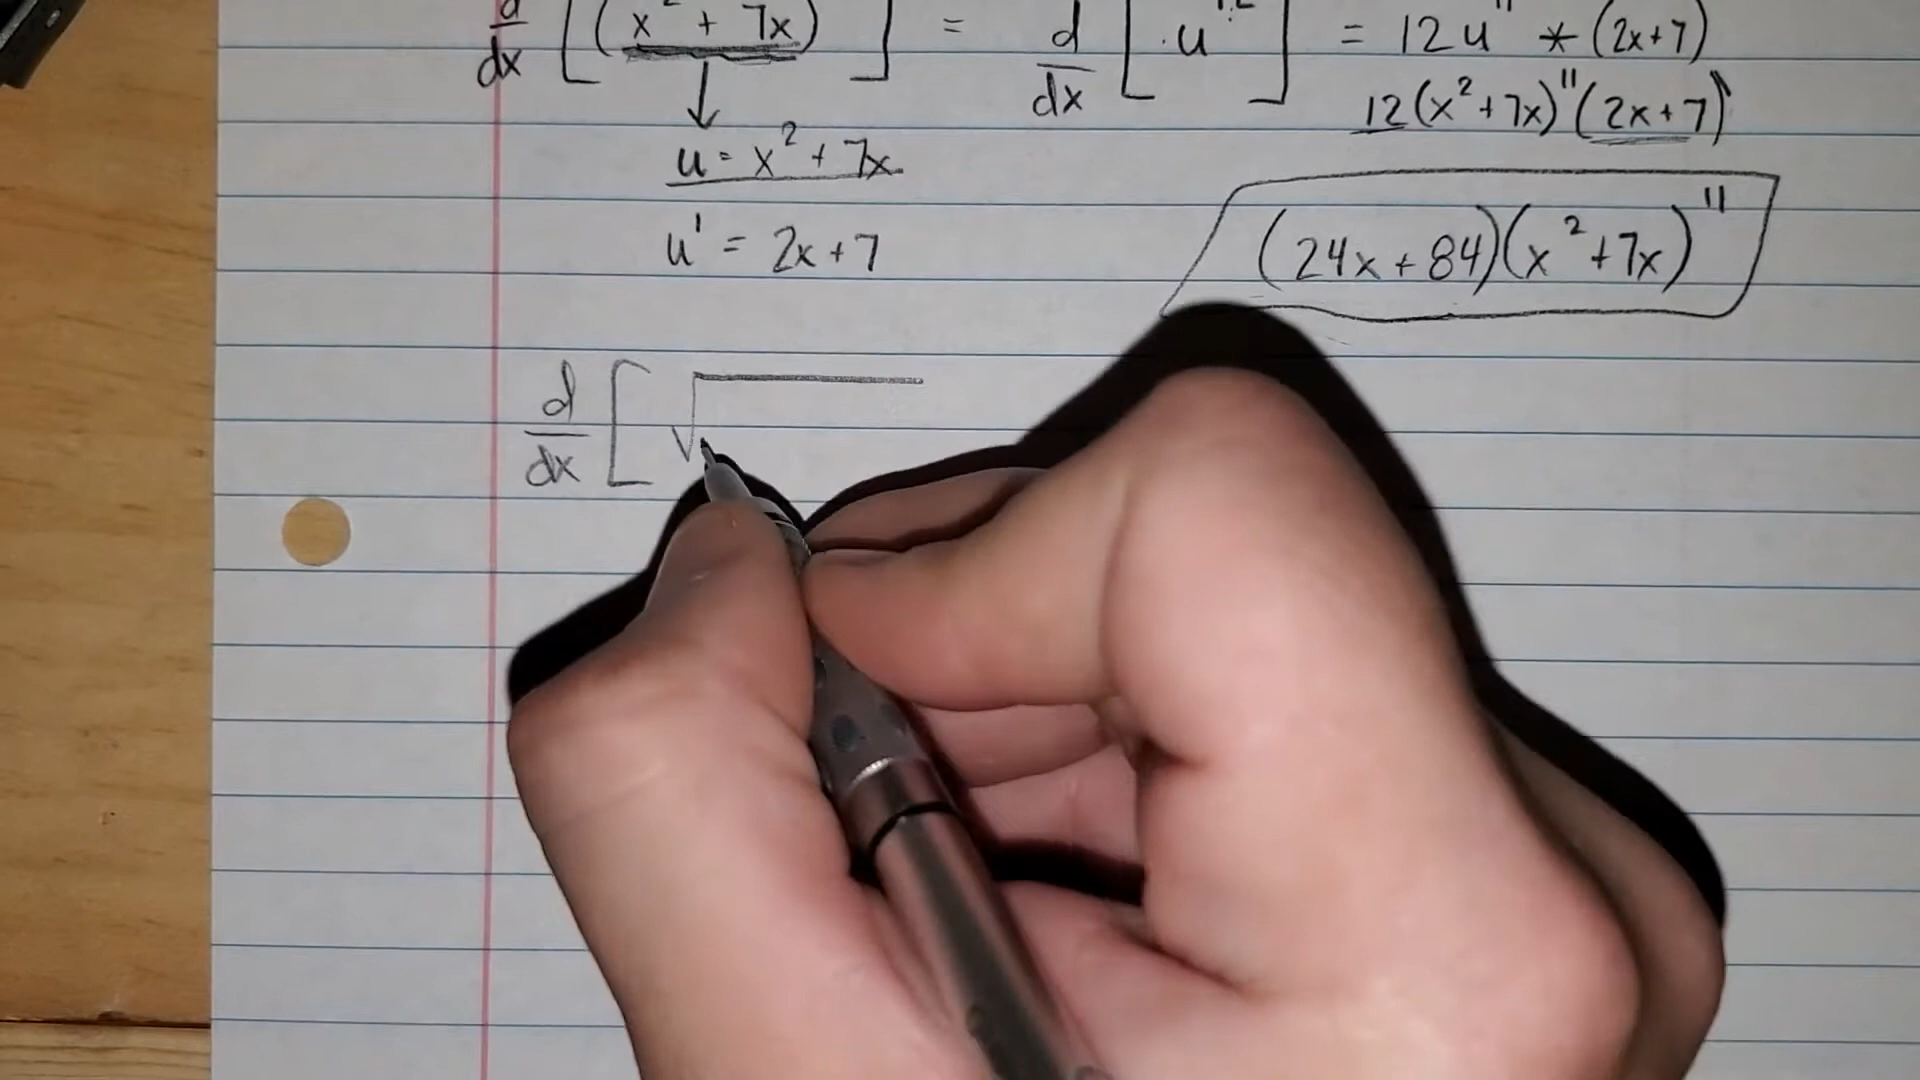 d/dx [(x² + 7x) ] = d/dx [u¹²] = 12u¹¹ * (2x+7)
12(x²+7x)¹¹(2x+7)
u = x² + 7x
u' = 2x+7
(24x+84)(x²+7x)¹¹
d/dx [√